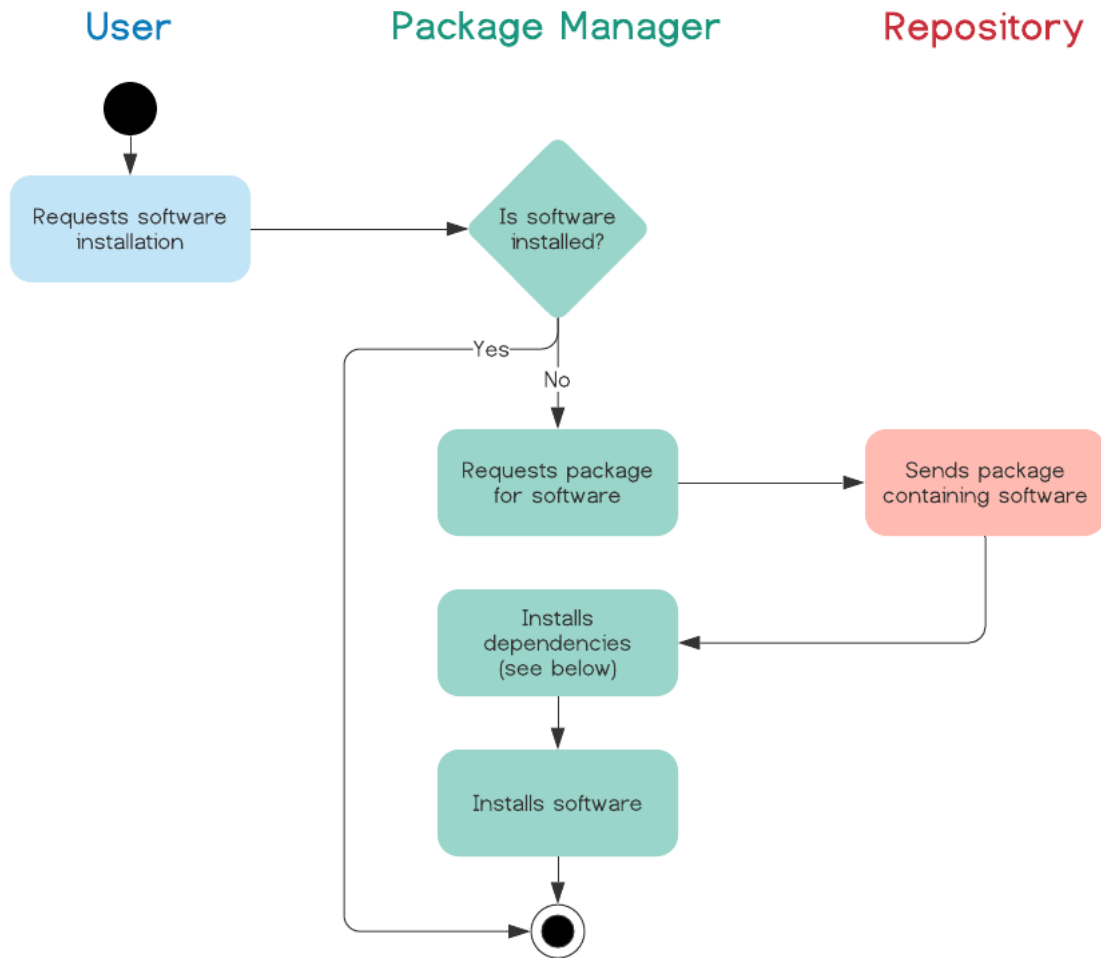 User
Package Manager
Repository
Requests software
installation
Is software
installed?
Yes
No
Requests package
for software
Sends package
containing software
Installs
dependencies
(see below)
Installs software